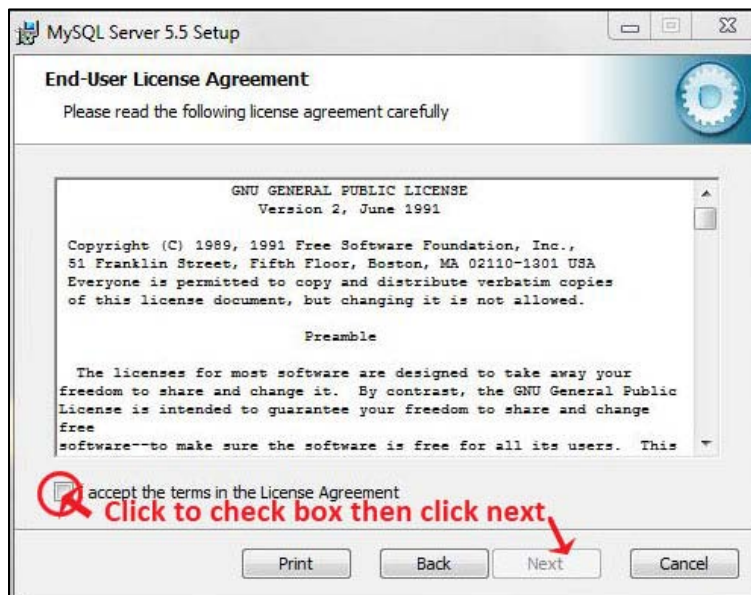 MySQL Server 5.5 Setup
End-User License Agreement
Please read the following license agreement carefully
GNU GENERAL PUBLIC LICENSE
Version 2, June 1991
Copyright (C) 1989, 1991 Free Software Foundation, Inc.,
51 Franklin Street, Fifth Floor, Boston, MA 02110-1301 USA
Everyone is permitted to copy and distribute verbatim copies
of this license document, but changing it is not allowed.
Preamble
The licenses for most software are designed to take away your
freedom to share and change it. By contrast, the GNU General Public
License is intended to guarantee your freedom to share and change
free
software--to make sure the software is free for all its users. This
accept the terms in the License Agreement
Click to check box then click next
Print Back Next Cancel